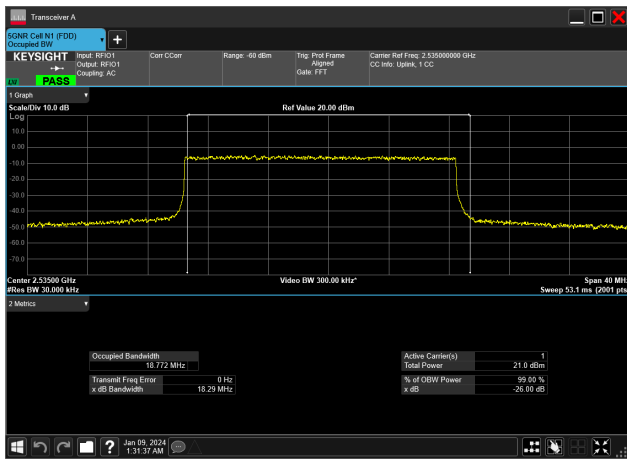 Transceiver A
5GNR Cell N1 (FDD)
Occupied BW
+
KEYSIGHT
Input: RFIO1
Output: RFIO1
Coupling: AC
Corr CCorr
Range: -60 dBm
Trig: Prot Frame
Aligned
Gate: FFT
Carrier Ref Freq: 2.535000000 GHz
CC Info: Uplink, 1 CC
PASS
1 Graph
Scale/Div 10.0 dB
Ref Value 20.00 dBm
Log
10.0
0.00
-10.0
-20.0
-30.0
-40.0
-50.0
-60.0
-70.0
Center 2.53500 GHz
Video BW 300.00 kHz*
Span 40 MH
#Res BW 30.000 kHz
Sweep 53.1 ms (2001 pts
2 Metrics
Occupied Bandwidth
18.772 MHz
Active Carrier(s) 1
Total Power 21.0 dBm
Transmit Freq Error 0 Hz
x dB Bandwidth 18.29 MHz
% of OBW Power 99.00 %
x dB -26.00 dB
?
Jan 09, 2024
1:31:37 AM